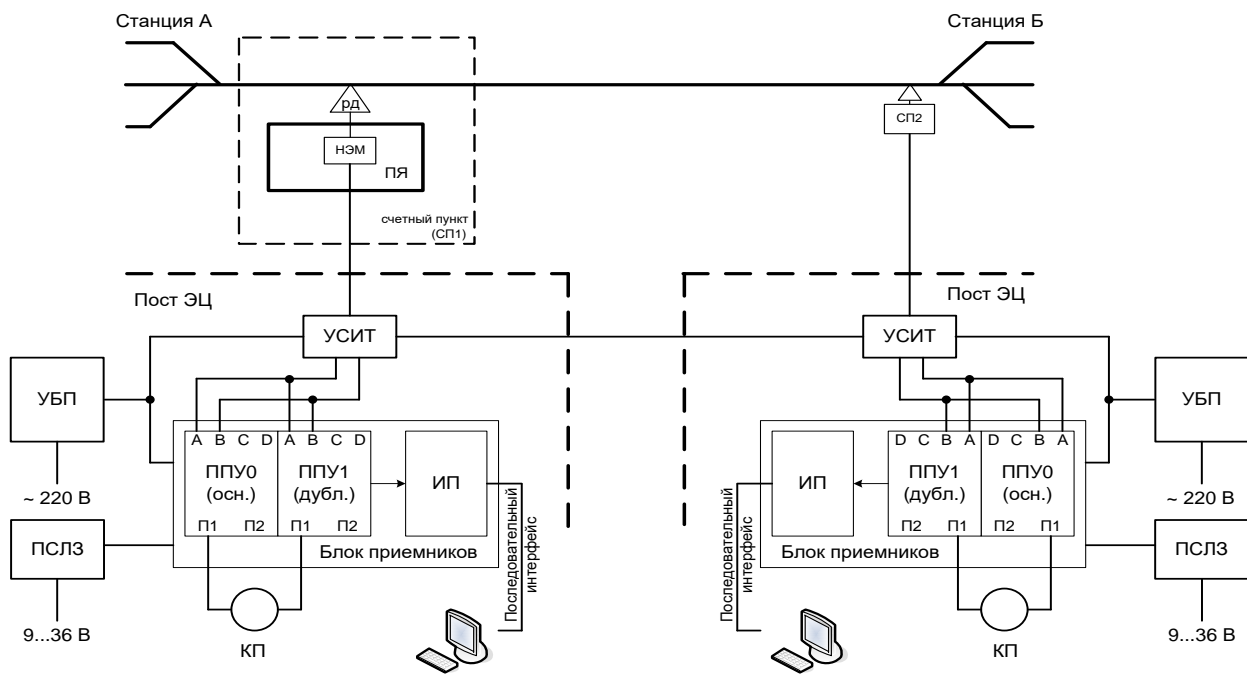 Станция А
Станция Б
рд
СП2
НЭМ
ПЯ
счетный пункт
(СП1)
Пост ЭЦ
Пост ЭЦ
УСИТ
УСИТ
УБП
УБП
A B C D A B C D
D C B A D C B A
ППУ0
(осн.)
ППУ1
(дубл.)
ИП
ИП
ППУ1
(дубл.)
ППУ0
(осн.)
~ 220 В
~ 220 В
П1 П2 П1 П2
П2 П1 П2 П1
ПСЛЗ
Блок приемников
Последовательный
интерфейс
Последовательный
интерфейс
Блок приемников
ПСЛЗ
9...36 В
КП
КП
9...36 В